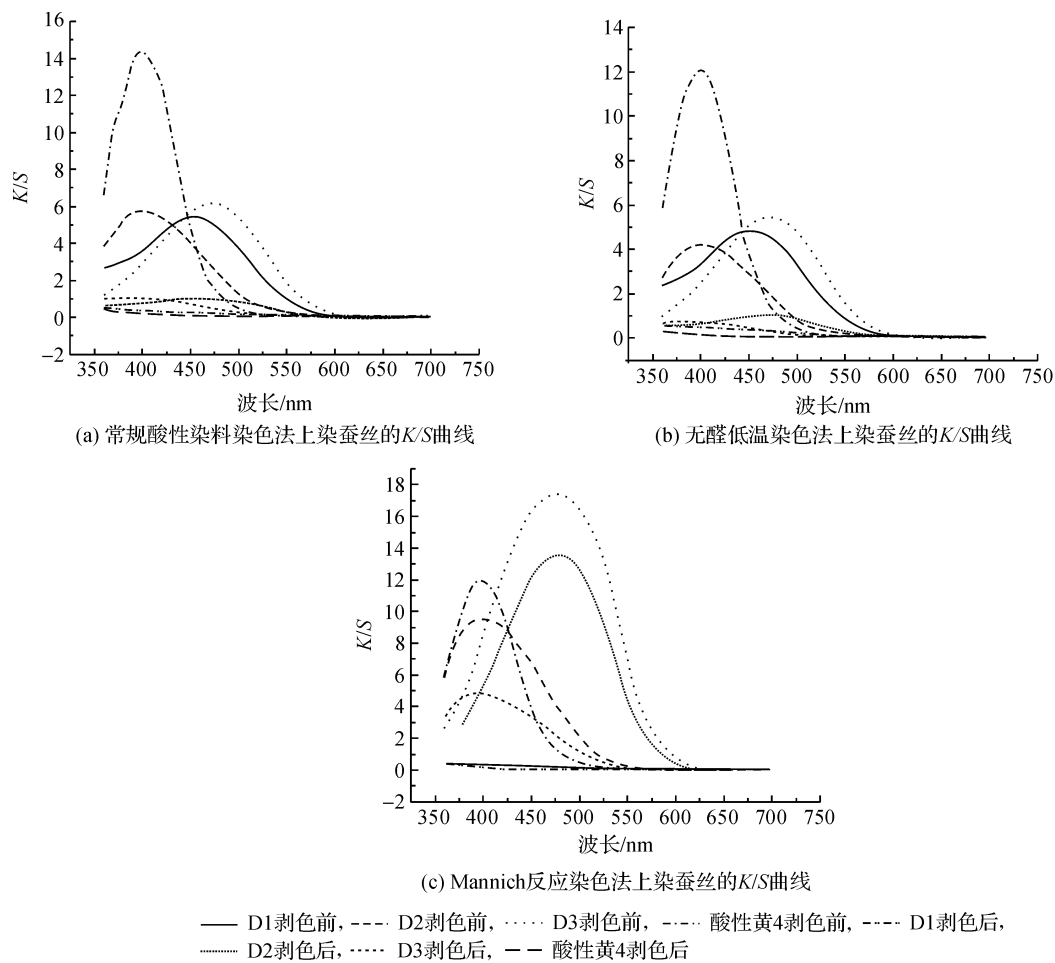 16
14
12
10
8
6
4
2
0
−2
K/S
350 400 450 500 550 600 650 700 750
波长/nm
(a) 常规酸性染料染色法上染蚕丝的K/S曲线
14
12
10
8
6
4
2
0
K/S
350 400 450 500 550 600 650 700 750
波长/nm
(b) 无醛低温染色法上染蚕丝的K/S曲线
18
16
14
12
10
8
6
4
2
0
−2
K/S
350 400 450 500 550 600 650 700 750
波长/nm
(c) Mannich反应染色法上染蚕丝的K/S曲线
D1剥色前, D2剥色前, D3剥色前, 酸性黄4剥色前, D1剥色后,
D2剥色后, D3剥色后, 酸性黄4剥色后